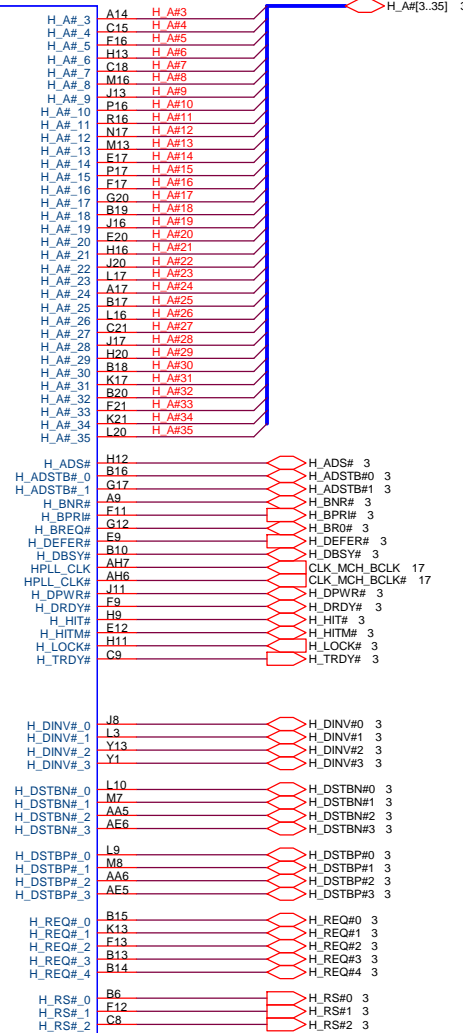 H_A#[3..35] 3
H_A#_3 A14 H_A#3
H_A#_4 C15 H_A#4
H_A#_5 F16 H_A#5
H_A#_6 H13 H_A#6
H_A#_7 C18 H_A#7
H_A#_8 M16 H_A#8
H_A#_9 J13 H_A#9
H_A#_10 P16 H_A#10
H_A#_11 R16 H_A#11
H_A#_12 N17 H_A#12
H_A#_13 M13 H_A#13
H_A#_14 E17 H_A#14
H_A#_15 P17 H_A#15
H_A#_16 F17 H_A#16
H_A#_17 G20 H_A#17
H_A#_18 B19 H_A#18
H_A#_19 J16 H_A#19
H_A#_20 E20 H_A#20
H_A#_21 H16 H_A#21
H_A#_22 J20 H_A#22
H_A#_23 L17 H_A#23
H_A#_24 A17 H_A#24
H_A#_25 B17 H_A#25
H_A#_26 L16 H_A#26
H_A#_27 C21 H_A#27
H_A#_28 J17 H_A#28
H_A#_29 H20 H_A#29
H_A#_30 B18 H_A#30
H_A#_31 K17 H_A#31
H_A#_32 B20 H_A#32
H_A#_33 F21 H_A#33
H_A#_34 K21 H_A#34
H_A#_35 L20 H_A#35
H_ADS# H12 H_ADS# 3
H_ADSTB#_0 B16 H_ADSTB#0 3
H_ADSTB#_1 G17 H_ADSTB#1 3
H_BNR# A9 H_BNR# 3
H_BPRI# F11 H_BPRI# 3
H_BREQ# G12 H_BR0# 3
H_DEFER# E9 H_DEFER# 3
H_DBSY# B10 H_DBSY# 3
HPLL_CLK AH7 CLK_MCH_BCLK 17
HPLL_CLK# AH6 CLK_MCH_BCLK# 17
H_DPWR# J11 H_DPWR# 3
H_DRDY# F9 H_DRDY# 3
H_HIT# H9 H_HIT# 3
H_HITM# E12 H_HITM# 3
H_LOCK# H11 H_LOCK# 3
H_TRDY# C9 H_TRDY# 3
H_DINV#_0 J8 H_DINV#0 3
H_DINV#_1 L3 H_DINV#1 3
H_DINV#_2 Y13 H_DINV#2 3
H_DINV#_3 Y1 H_DINV#3 3
H_DSTBN#_0 L10 H_DSTBN#0 3
H_DSTBN#_1 M7 H_DSTBN#1 3
H_DSTBN#_2 AA5 H_DSTBN#2 3
H_DSTBN#_3 AE6 H_DSTBN#3 3
H_DSTBP#_0 L9 H_DSTBP#0 3
H_DSTBP#_1 M8 H_DSTBP#1 3
H_DSTBP#_2 AA6 H_DSTBP#2 3
H_DSTBP#_3 AE5 H_DSTBP#3 3
H_REQ#_0 B15 H_REQ#0 3
H_REQ#_1 K13 H_REQ#1 3
H_REQ#_2 F13 H_REQ#2 3
H_REQ#_3 B13 H_REQ#3 3
H_REQ#_4 B14 H_REQ#4 3
H_RS#_0 B6 H_RS#0 3
H_RS#_1 F12 H_RS#1 3
H_RS#_2 C8 H_RS#2 3